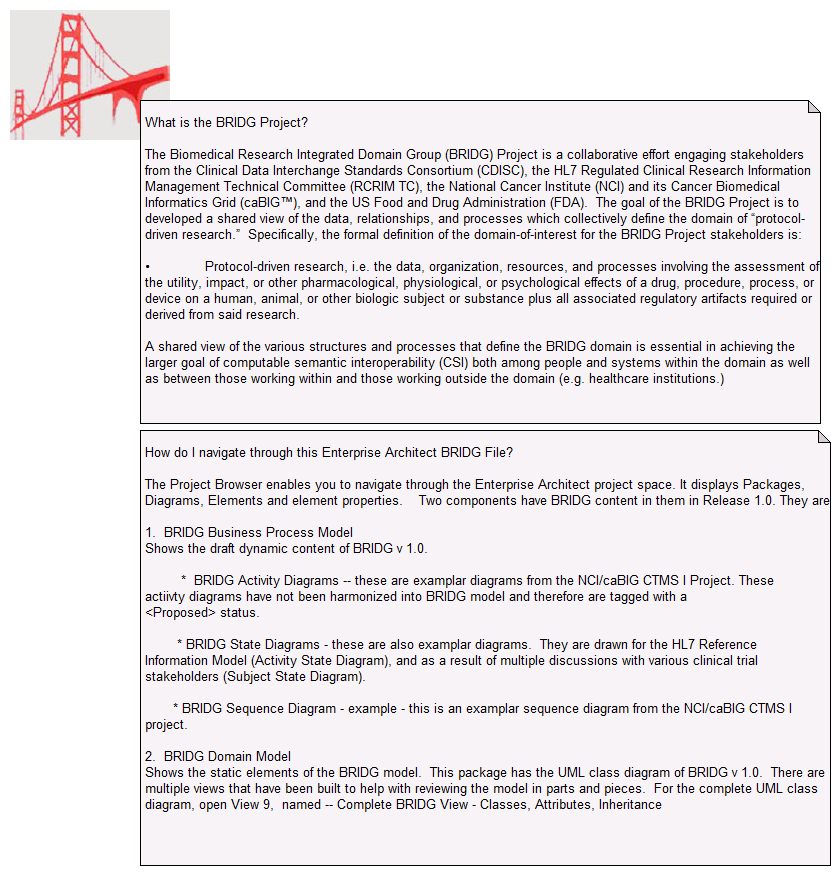 What is the BRIDG Project?
The Biomedical Research Integrated Domain Group (BRIDG) Project is a collaborative effort engaging stakeholders
from the Clinical Data Interchange Standards Consortium (CDISC), the HL7 Regulated Clinical Research Information
Management Technical Committee (RCRIM TC), the National Cancer Institute (NCI) and its Cancer Biomedical
Informatics Grid (caBIG™), and the US Food and Drug Administration (FDA).  The goal of the BRIDG Project is to
developed a shared view of the data, relationships, and processes which collectively define the domain of “protocol-
driven research.”  Specifically, the formal definition of the domain-of-interest for the BRIDG Project stakeholders is:
•	Protocol-driven research, i.e. the data, organization, resources, and processes involving the assessment of
the utility, impact, or other pharmacological, physiological, or psychological effects of a drug, procedure, process, or
device on a human, animal, or other biologic subject or substance plus all associated regulatory artifacts required or
derived from said research.
A shared view of the various structures and processes that define the BRIDG domain is essential in achieving the
larger goal of computable semantic interoperability (CSI) both among people and systems within the domain as well
as between those working within and those working outside the domain (e.g. healthcare institutions.)
How do I navigate through this Enterprise Architect BRIDG File?
The Project Browser enables you to navigate through the Enterprise Architect project space. It displays Packages,
Diagrams, Elements and element properties.    Two components have BRIDG content in them in Release 1.0. They are
1.  BRIDG Business Process Model
Shows the draft dynamic content of BRIDG v 1.0.
*  BRIDG Activity Diagrams -- these are examplar diagrams from the NCI/caBIG CTMS I Project. These
actiivty diagrams have not been harmonized into BRIDG model and therefore are tagged with a
<Proposed> status.
* BRIDG State Diagrams - these are also examplar diagrams.  They are drawn for the HL7 Reference
Information Model (Activity State Diagram), and as a result of multiple discussions with various clinical trial
stakeholders (Subject State Diagram).
* BRIDG Sequence Diagram - example - this is an examplar sequence diagram from the NCI/caBIG CTMS I
project.
2.  BRIDG Domain Model
Shows the static elements of the BRIDG model.  This package has the UML class diagram of BRIDG v 1.0.  There are
multiple views that have been built to help with reviewing the model in parts and pieces.  For the complete UML class
diagram, open View 9,  named -- Complete BRIDG View - Classes, Attributes, Inheritance